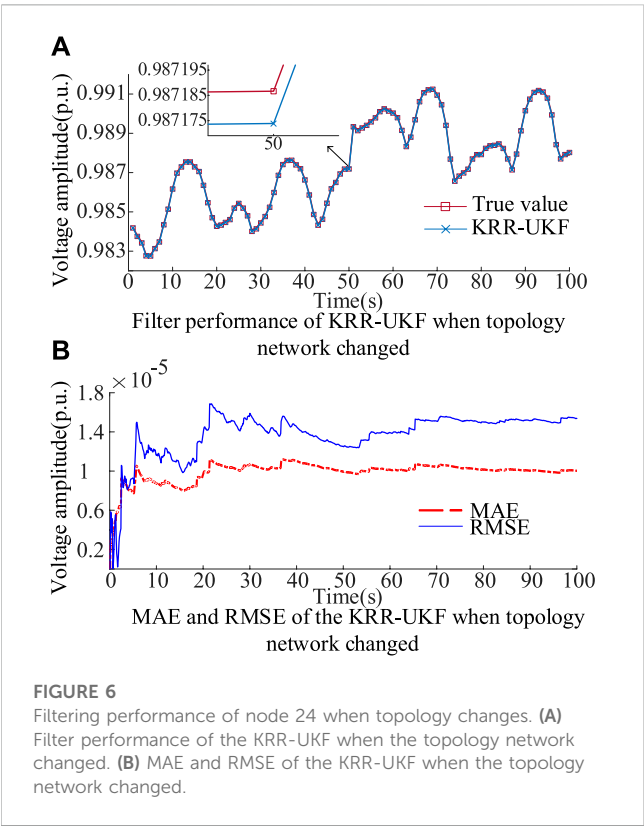 A
0.987195
0.987185
0.987175
50
0.991
0.989
0.987
0.985
0.983
Voltage amplitude(p.u.)
True value
KRR-UKF
0 10 20 30 40 50 60 70 80 90 100
Time(s)
Filter performance of KRR-UKF when topology
network changed
B
×10-5
1.8
1.4
1
0.6
0.2
Voltage amplitude(p.u.)
MAE
RMSE
0 10 20 30 40 50 60 70 80 90 100
Time(s)
MAE and RMSE of the KRR-UKF when topology
network changed
FIGURE 6
Filtering performance of node 24 when topology changes. (A)
Filter performance of the KRR-UKF when the topology network
changed. (B) MAE and RMSE of the KRR-UKF when the topology
network changed.